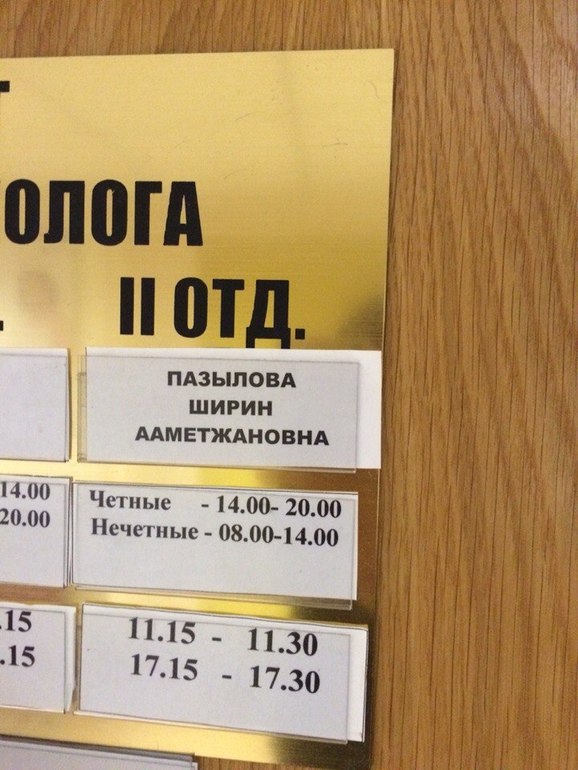 Т
ОЛОГА
. II ОТД.
ПАЗЫЛОВА
ШИРИН
ААМЕТЖАНОВНА
14.00
20.00
Четные - 14.00- 20.00
Нечетные - 08.00-14.00
.15
.15
11.15 - 11.30
17.15 - 17.30